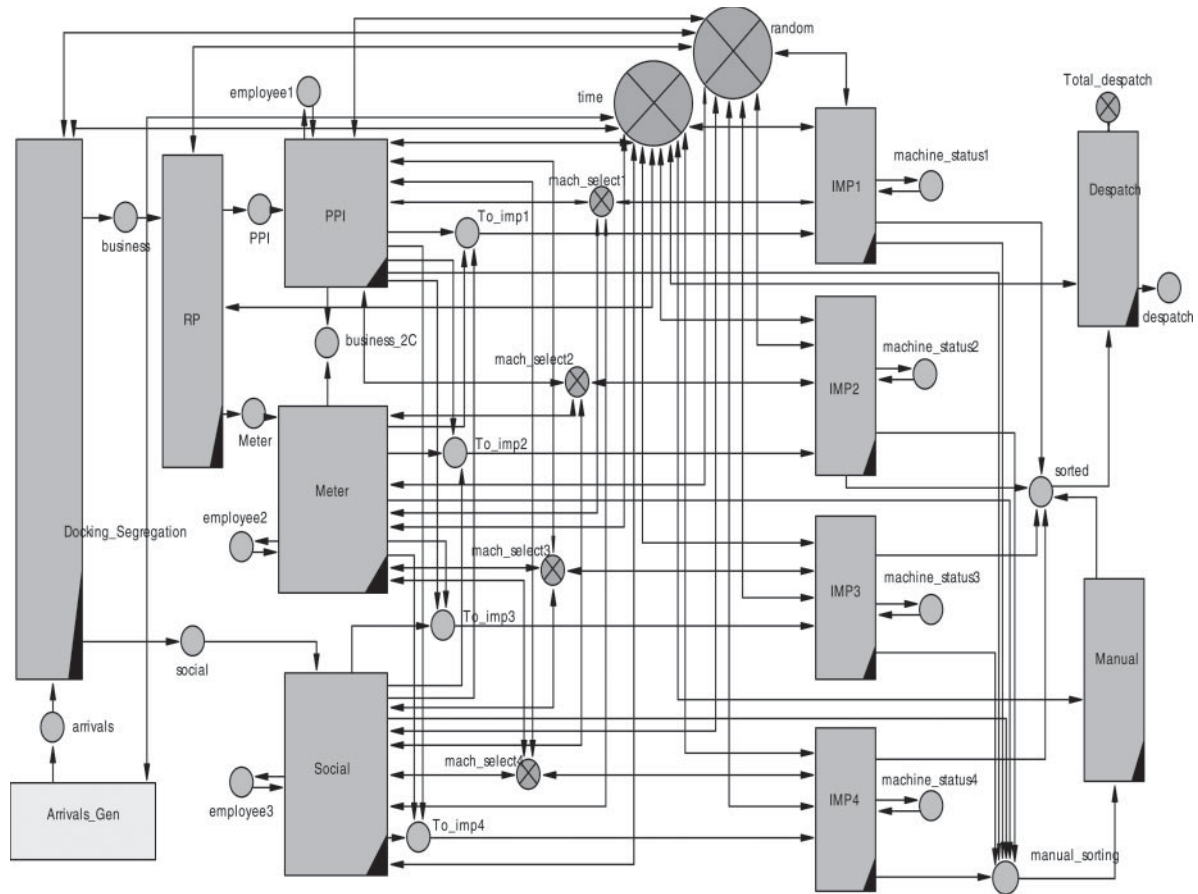 random
Total_despatch
employee1
time
machine_status1
mach_select1
IMP1
Despatch
PPI
To_imp1
business
PPI
RP
despatch
business_2C
machine_status2
mach_select2
IMP2
Meter
To_imp2
sorted
Meter
Docking_Segregation
employee2
mach_select3
machine_status3
IMP3
To_imp3
Manual
social
arrivals
Social
mach_select4
machine_status4
IMP4
employee3
Arrivals_Gen
To_imp4
manual_sorting